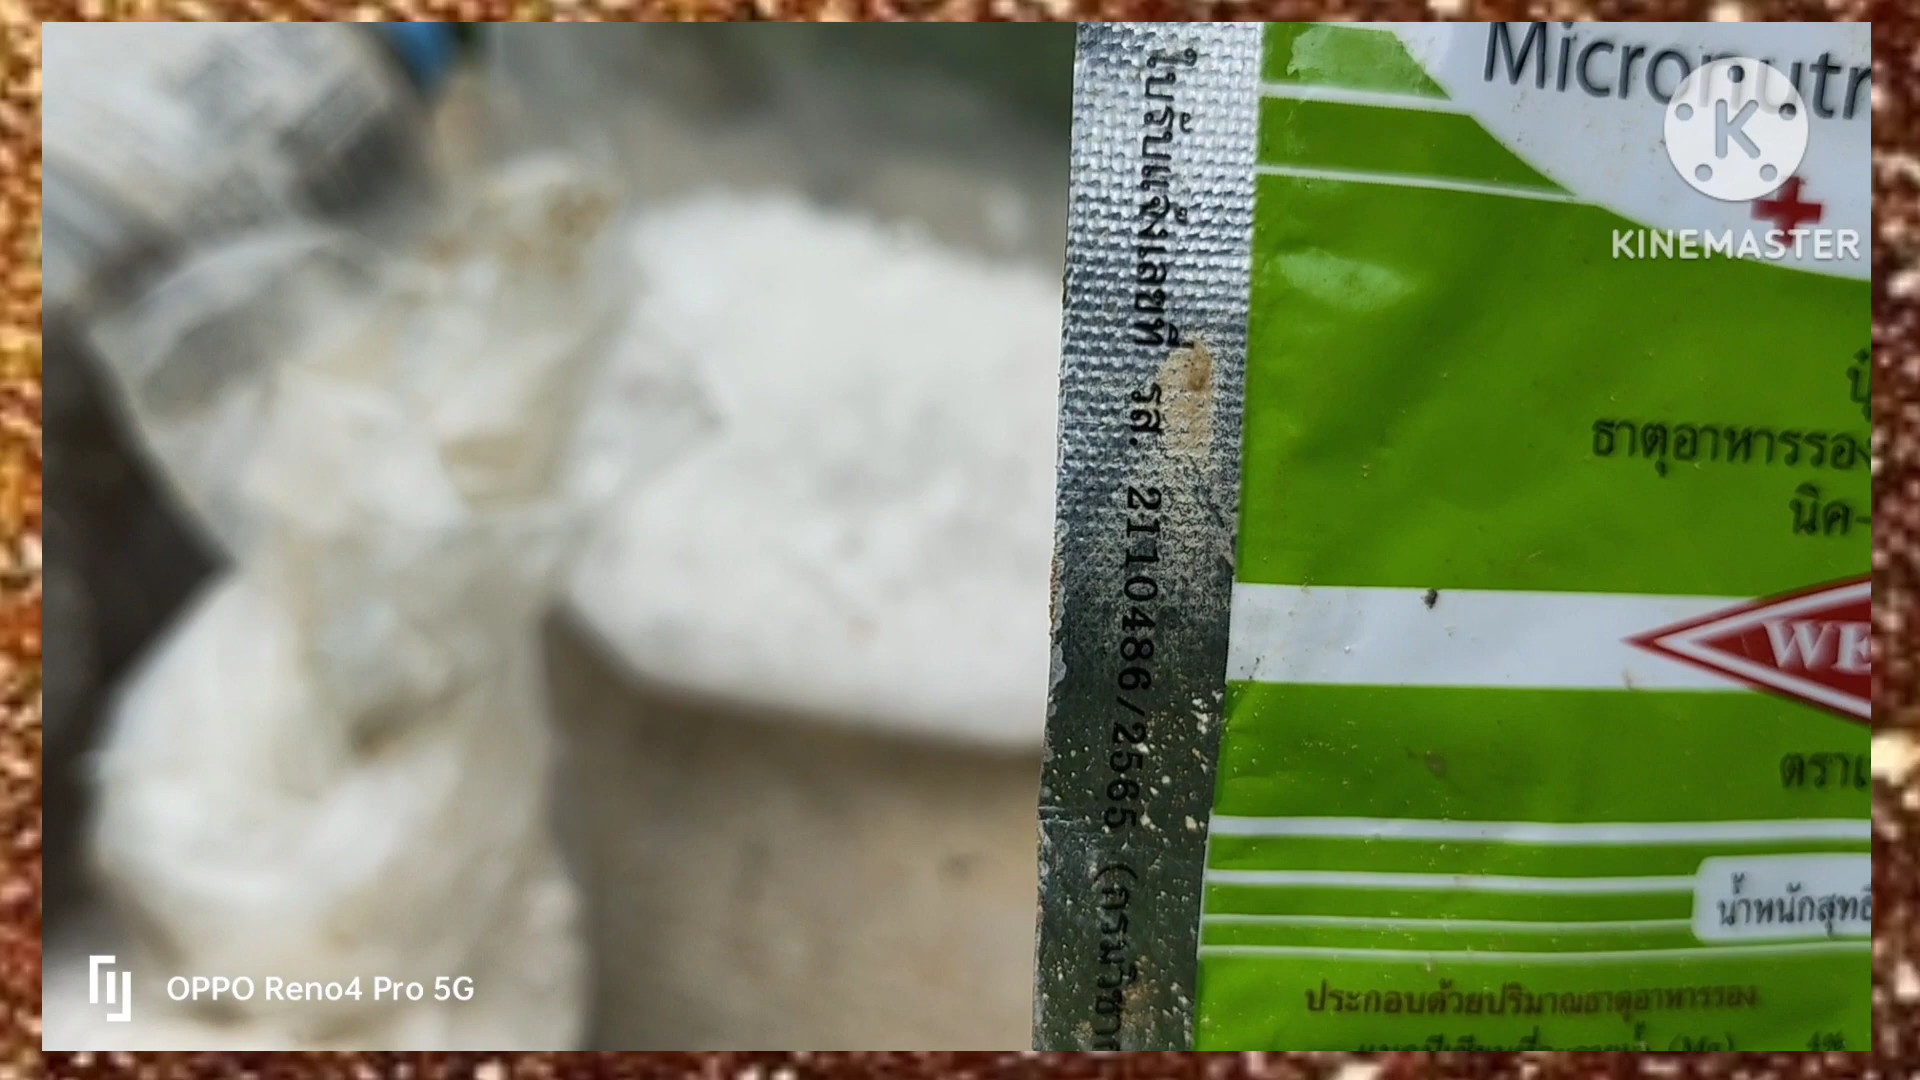 Micronutr
KINEMASTER
ใบรับแจ้งเลขที่ รส. 2110486/2565 (กรมวิชาก
ธาตุอาหารรอง
นิค-
WE
ตรา
น้ำหนักสุทธิ
OPPO Reno4 Pro 5G
ประกอบด้วยปริมาณธาตุอาหารรอง
(Mg) 4%